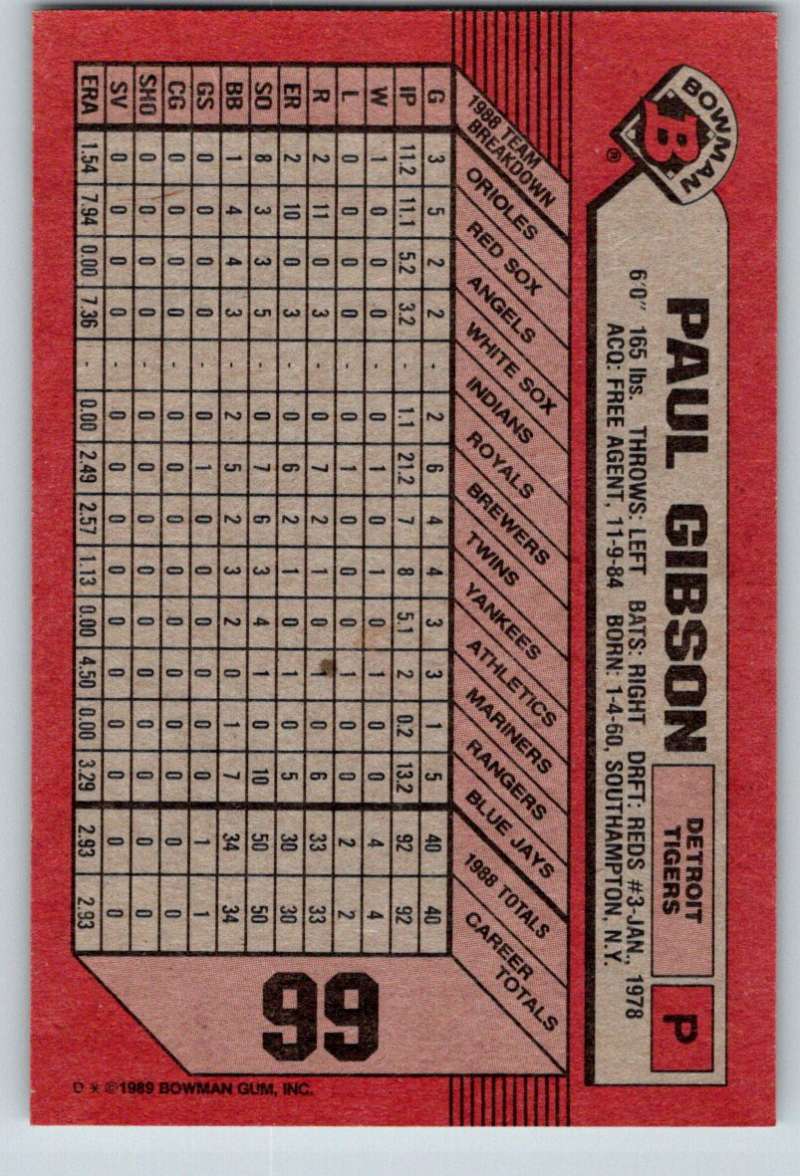 BOWMAN
B
®
PAUL GIBSON
DETROIT
TIGERS
P
6'0" 165 lbs. THROWS: LEFT BATS: RIGHT DRFT: REDS #3-JAN., 1978
ACQ: FREE AGENT, 11-9-84 BORN: 1-4-60, SOUTHAMPTON, N.Y.
1988 TEAM
BREAKDOWN
ORIOLES
RED SOX
ANGELS
WHITE SOX
INDIANS
ROYALS
BREWERS
TWINS
YANKEES
ATHLETICS
MARINERS
RANGERS
BLUE JAYS
1988 TOTALS
CAREER
TOTALS
G 3 5 2 2 - 2 6 4 4 3 3 1 5 40 40
IP 11.2 11.1 5.2 3.2 - 1.1 21.2 7 8 5.1 2 0.2 13.2 92 92
W 1 0 0 0 - 0 1 0 1 0 1 0 0 4 4
L 0 0 0 0 - 0 1 0 0 0 1 0 0 2 2
R 2 11 0 3 - 0 7 2 1 0 1 0 6 33 33
ER 2 10 0 3 - 0 6 2 1 0 1 0 5 30 30
SO 8 3 3 5 - 0 7 6 3 4 1 0 10 50 50
BB 1 4 4 3 - 2 5 2 3 2 0 1 7 34 34
GS 0 0 0 0 - 0 1 0 0 0 0 0 0 1 1
CG 0 0 0 0 - 0 0 0 0 0 0 0 0 0 0
SHO 0 0 0 0 - 0 0 0 0 0 0 0 0 0 0
SV 0 0 0 0 - 0 0 0 0 0 0 0 0 0 0
ERA 1.54 7.94 0.00 7.36 - 0.00 2.49 2.57 1.13 0.00 4.50 0.00 3.29 2.93 2.93
99
D * ©1989 BOWMAN GUM, INC.